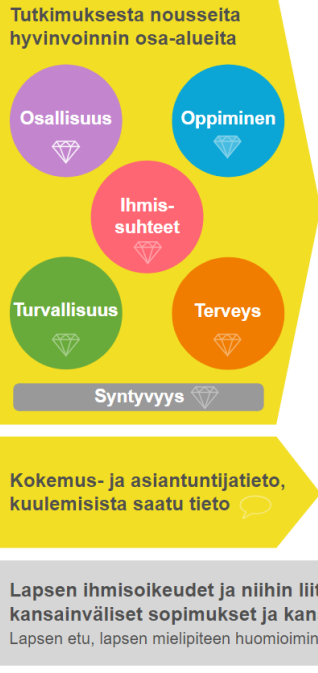 Tutkimuksesta nousseita
hyvinvoinnin osa-alueita
Osallisuus
Oppiminen
Ihmis-
suhteet
Turvallisuus
Terveys
Syntyvyys
Kokemus- ja asiantuntijatieto,
kuulemisista saatu tieto
Lapsen ihmisoikeudet ja niihin liit
kansainväliset sopimukset ja kan
Lapsen etu, lapsen mielipiteen huomioimin